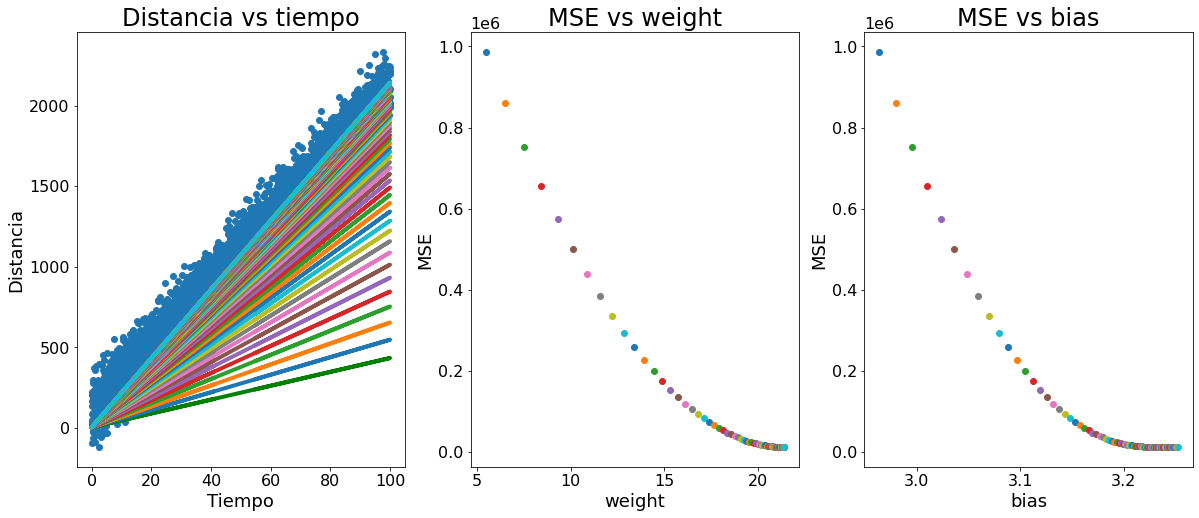 Distancia vs tiempo
Distancia
2000
1500
1000
500
0
0 20 40 60 80 100
Tiempo
MSE vs weight
1e6
MSE
1.0
0.8
0.6
0.4
0.2
0.0
5 10 15 20
weight
MSE vs bias
1e6
MSE
1.0
0.8
0.6
0.4
0.2
0.0
3.0 3.1 3.2
bias